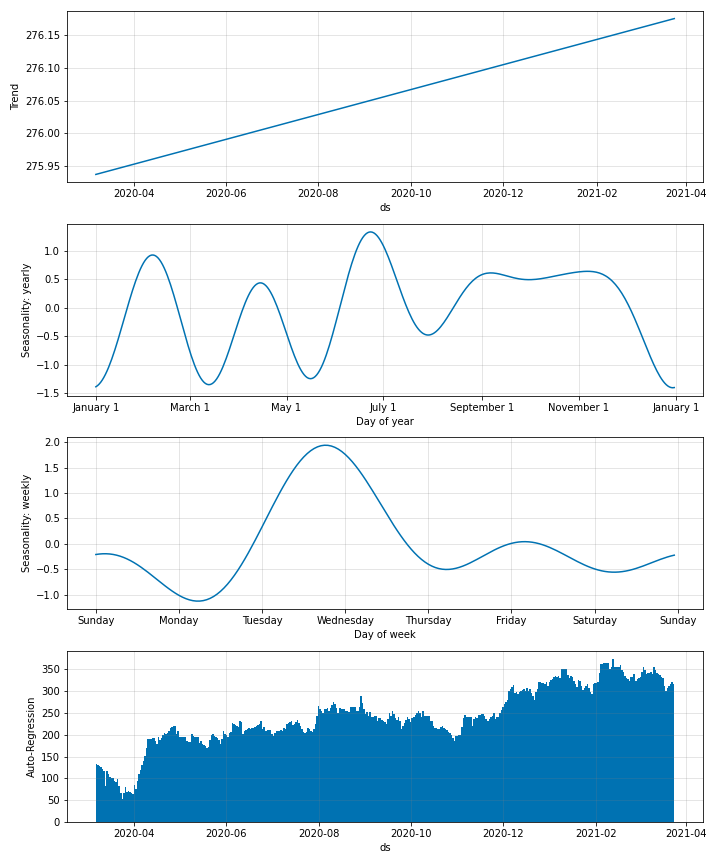 Trend
276.15
276.10
276.05
276.00
275.95
2020-04 2020-06 2020-08 2020-10 2020-12 2021-02 2021-04
ds
Seasonality: yearly
1.0
0.5
0.0
−0.5
−1.0
−1.5
January 1 March 1 May 1 July 1 September 1 November 1 January 1
Day of year
Seasonality: weekly
2.0
1.5
1.0
0.5
0.0
−0.5
−1.0
Sunday Monday Tuesday Wednesday Thursday Friday Saturday Sunday
Day of week
Auto-Regression
350
300
250
200
150
100
50
0
2020-04 2020-06 2020-08 2020-10 2020-12 2021-02 2021-04
ds